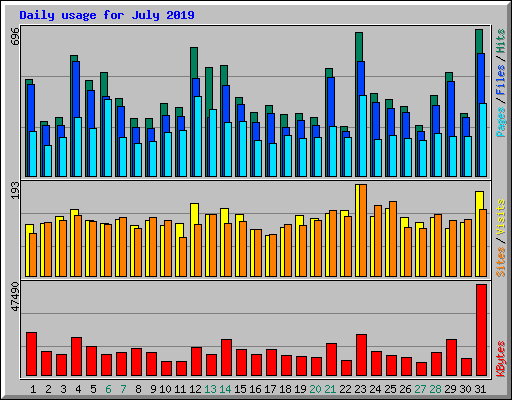 Daily usage for July 2019
696
193
47490
Pages / Files / Hits
Sites / Visits
KBytes
1 2 3 4 5 6 7 8 9 10 11 12 13 14 15 16 17 18 19 20 21 22 23 24 25 26 27 28 29 30 31